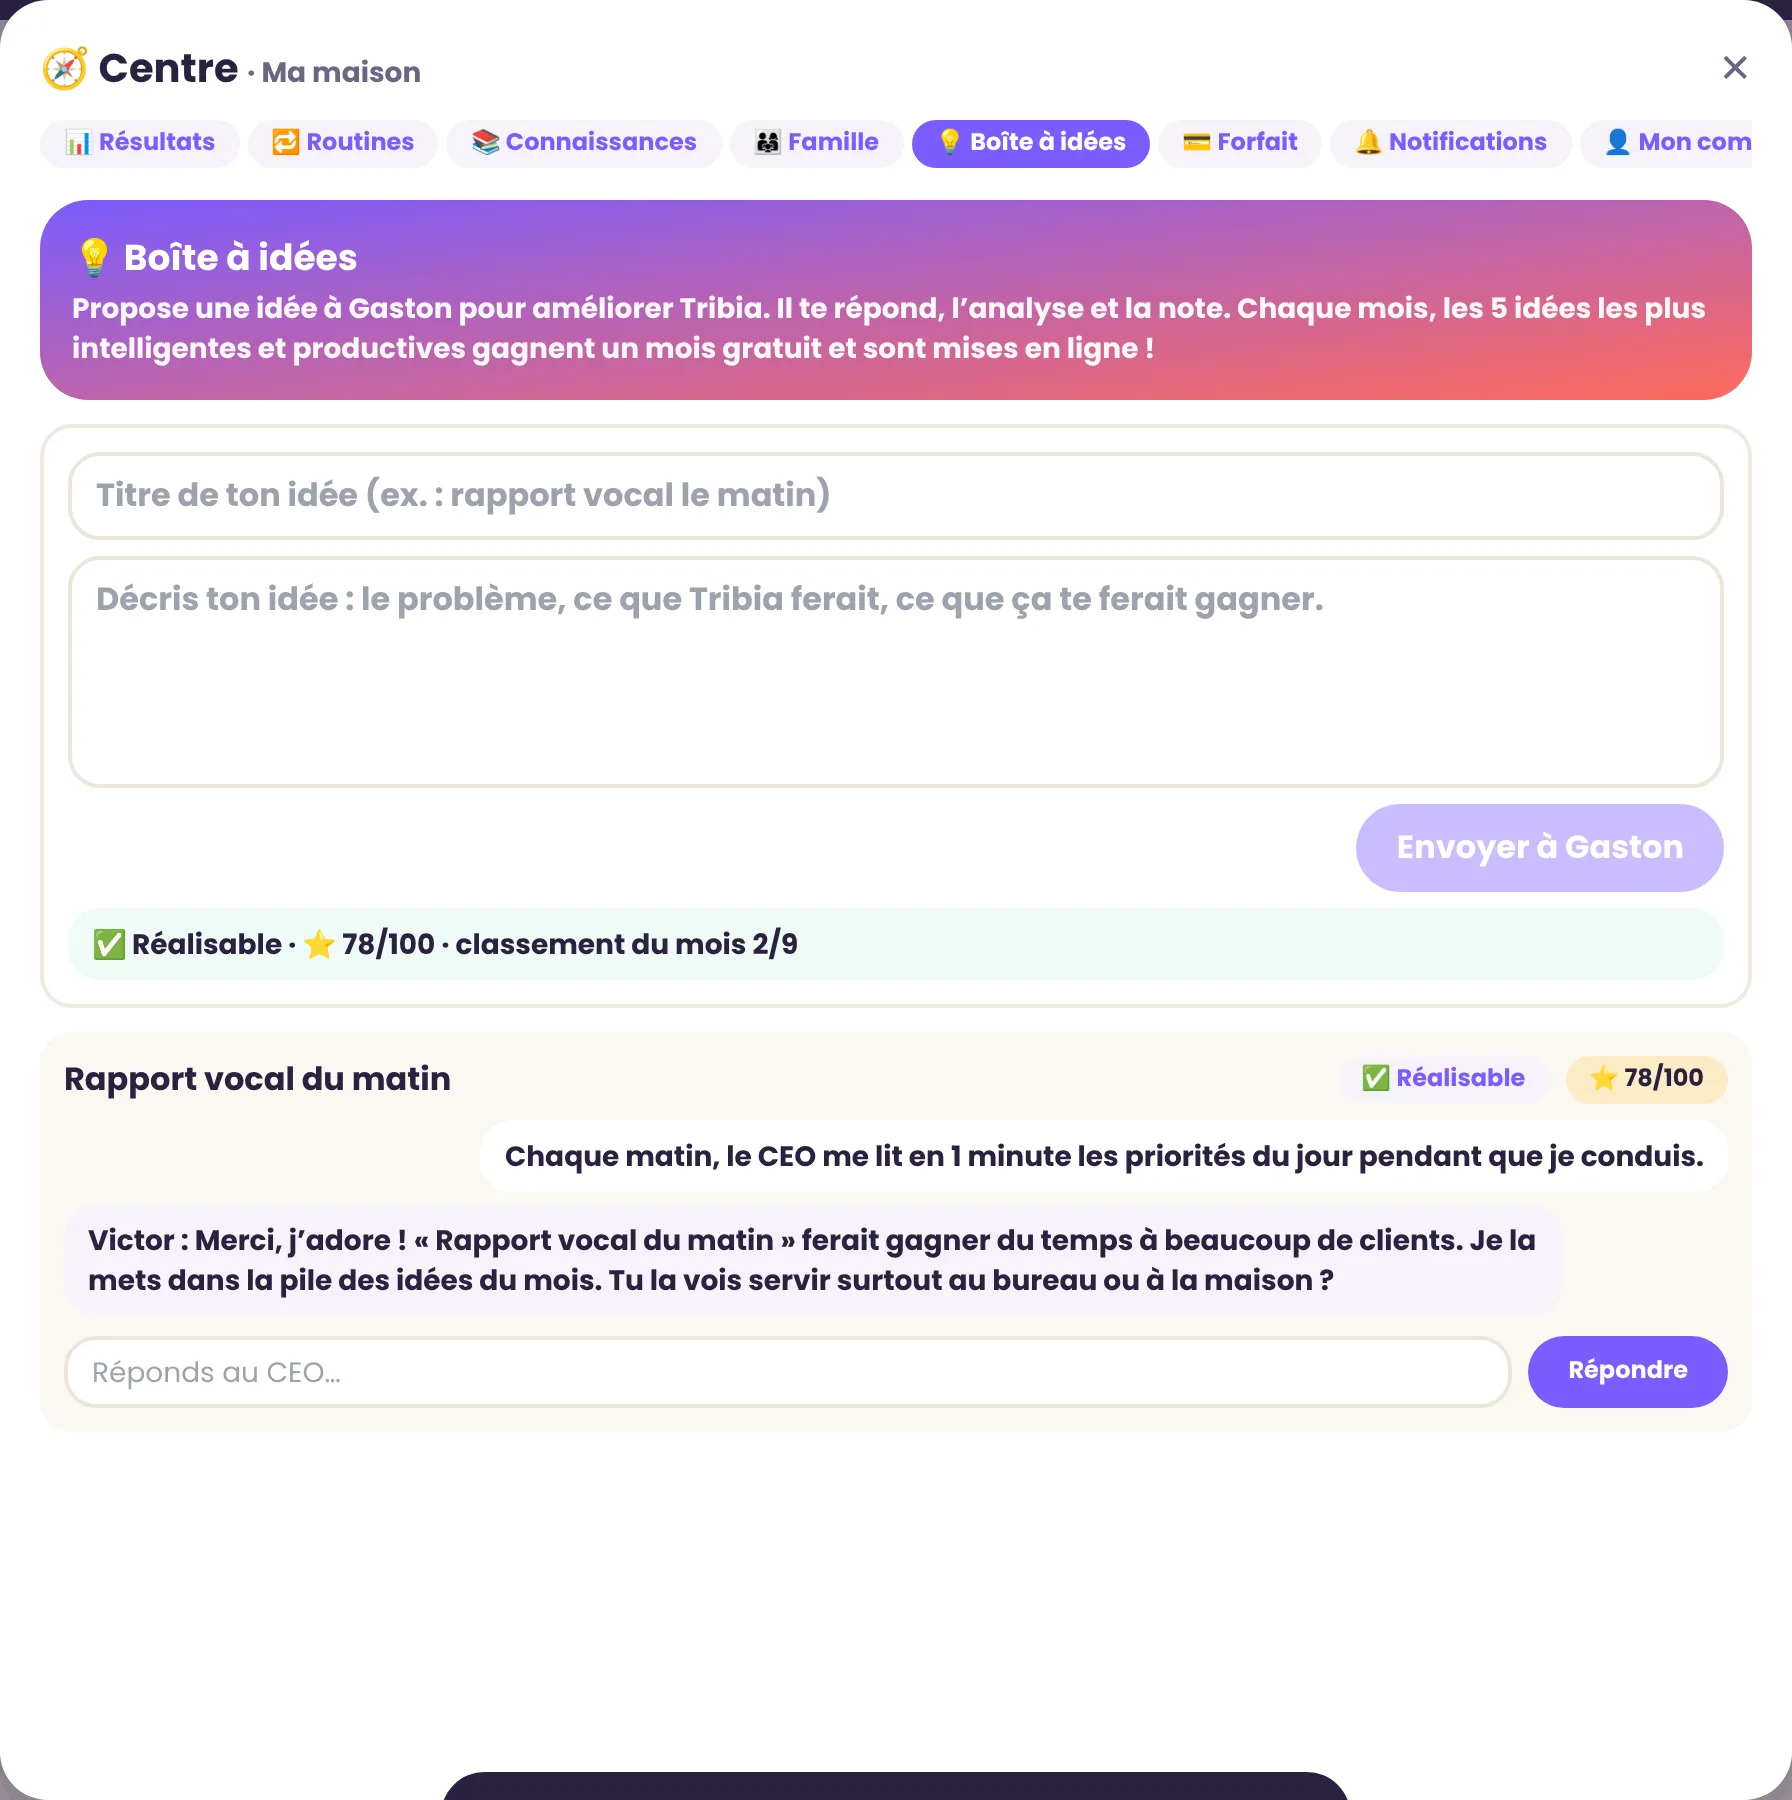 Centre · Ma maison
Résultats
Routines
Connaissances
Famille
Boîte à idées
Forfait
Notifications
Mon com
Boîte à idées
Propose une idée à Gaston pour améliorer Tribia. Il te répond, l’analyse et la note. Chaque mois, les 5 idées les plus
intelligentes et productives gagnent un mois gratuit et sont mises en ligne !
Titre de ton idée (ex. : rapport vocal le matin)
Décris ton idée : le problème, ce que Tribia ferait, ce que ça te ferait gagner.
Envoyer à Gaston
✅ Réalisable · ⭐ 78/100 · classement du mois 2/9
Rapport vocal du matin
✅ Réalisable
⭐ 78/100
Chaque matin, le CEO me lit en 1 minute les priorités du jour pendant que je conduis.
Victor : Merci, j’adore ! « Rapport vocal du matin » ferait gagner du temps à beaucoup de clients. Je la
mets dans la pile des idées du mois. Tu la vois servir surtout au bureau ou à la maison ?
Réponds au CEO…
Répondre